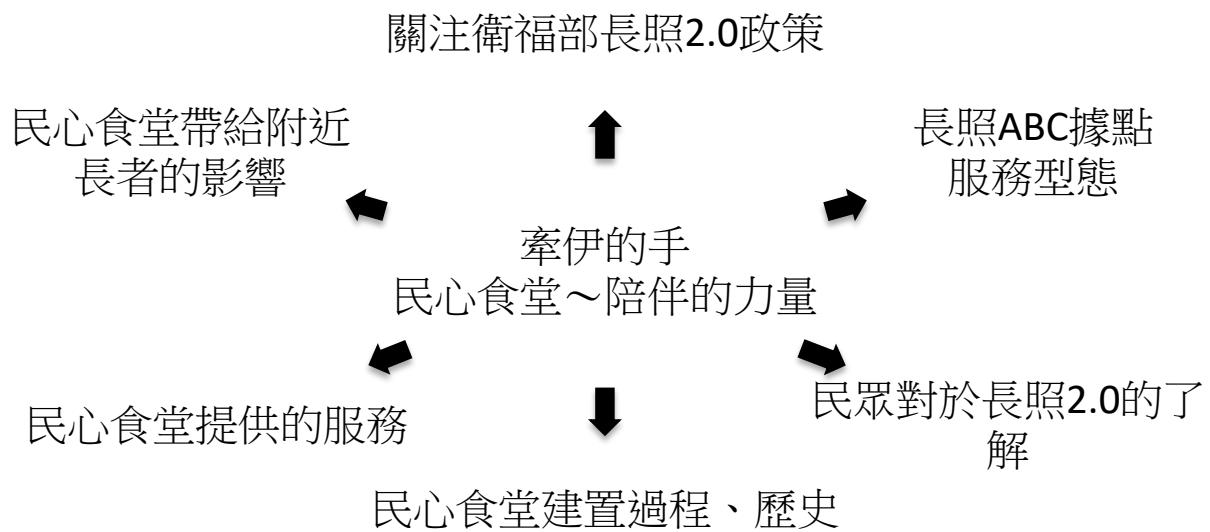 關注衛福部長照2.0政策
民心食堂帶給附近
長者的影響
長照ABC據點
服務型態
牽伊的手
民心食堂～陪伴的力量
民心食堂提供的服務
民眾對於長照2.0的了
解
民心食堂建置過程、歷史